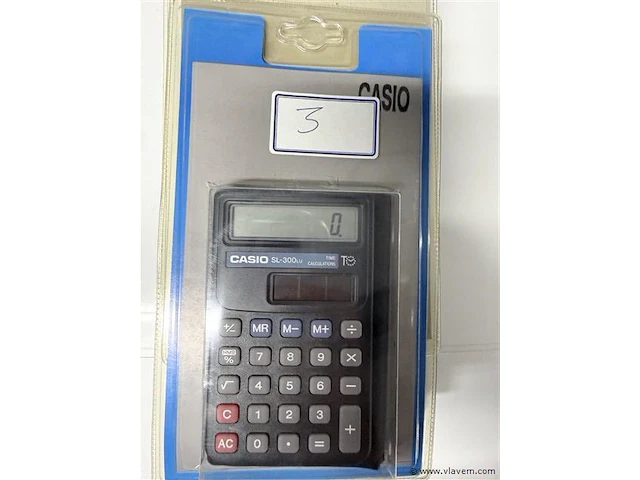 CASIO
3
0.
CASIO SL-300LU TIME CALCULATIONS
+/− MR M− M+ ÷
HMS % 7 8 9 ×
√ 4 5 6 −
C 1 2 3 +
AC 0 · =
© www.vlavem.com